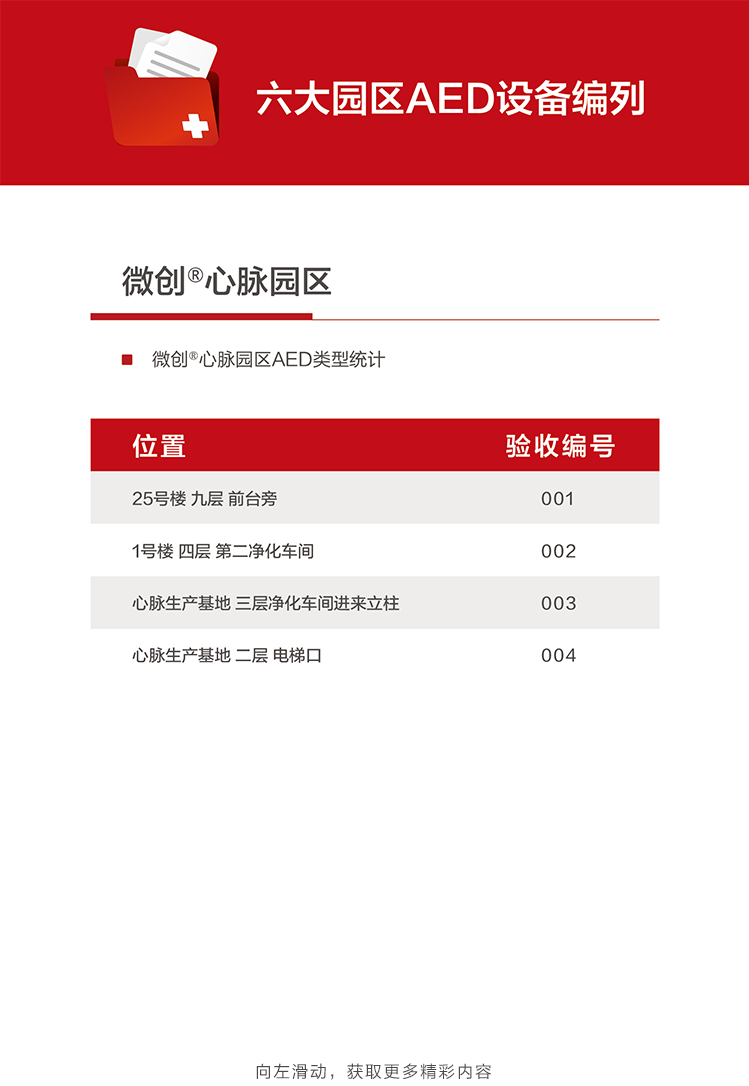 六大园区AED设备编列
微创®心脉园区
微创®心脉园区AED类型统计
位置 验收编号
25号楼 九层 前台旁 001
1号楼 四层 第二净化车间 002
心脉生产基地 三层净化车间进来立柱 003
心脉生产基地 二层 电梯口 004
向左滑动，获取更多精彩内容